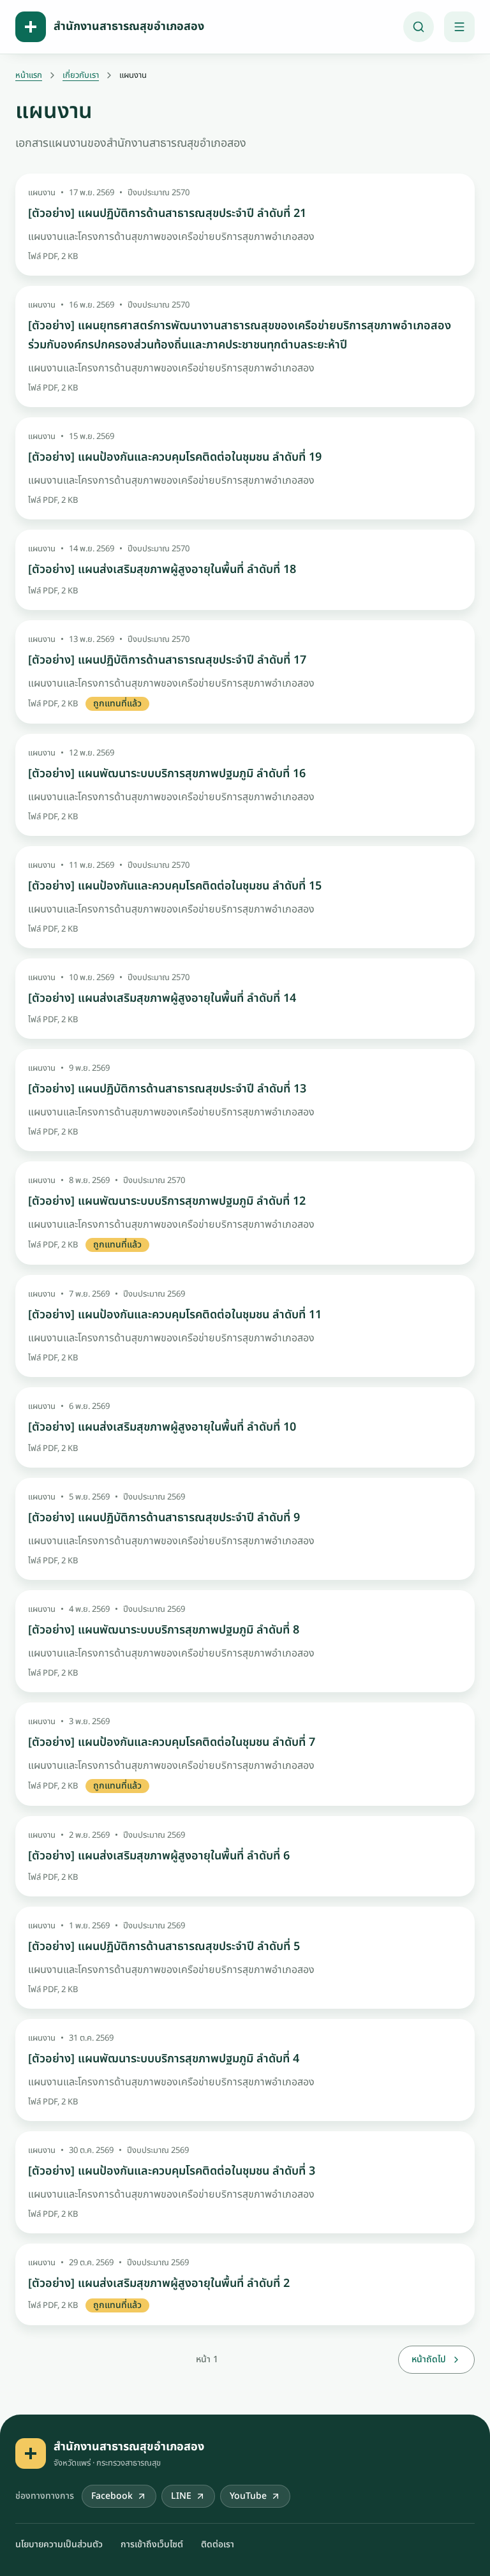 สำนักงานสาธารณสุขอำเภอสอง
หน้าแรก > เกี่ยวกับเรา > แผนงาน
แผนงาน
เอกสารแผนงานของสำนักงานสาธารณสุขอำเภอสอง
แผนงาน • 17 พ.ย. 2569 • ปีงบประมาณ 2570
[ตัวอย่าง] แผนปฏิบัติการด้านสาธารณสุขประจำปี ลำดับที่ 21
แผนงานและโครงการด้านสุขภาพของเครือข่ายบริการสุขภาพอำเภอสอง
ไฟล์ PDF, 2 KB
แผนงาน • 16 พ.ย. 2569 • ปีงบประมาณ 2570
[ตัวอย่าง] แผนยุทธศาสตร์การพัฒนางานสาธารณสุขของเครือข่ายบริการสุขภาพอำเภอสอง
ร่วมกับองค์กรปกครองส่วนท้องถิ่นและภาคประชาชนทุกตำบลระยะห้าปี
แผนงานและโครงการด้านสุขภาพของเครือข่ายบริการสุขภาพอำเภอสอง
ไฟล์ PDF, 2 KB
แผนงาน • 15 พ.ย. 2569
[ตัวอย่าง] แผนป้องกันและควบคุมโรคติดต่อในชุมชน ลำดับที่ 19
แผนงานและโครงการด้านสุขภาพของเครือข่ายบริการสุขภาพอำเภอสอง
ไฟล์ PDF, 2 KB
แผนงาน • 14 พ.ย. 2569 • ปีงบประมาณ 2570
[ตัวอย่าง] แผนส่งเสริมสุขภาพผู้สูงอายุในพื้นที่ ลำดับที่ 18
ไฟล์ PDF, 2 KB
แผนงาน • 13 พ.ย. 2569 • ปีงบประมาณ 2570
[ตัวอย่าง] แผนปฏิบัติการด้านสาธารณสุขประจำปี ลำดับที่ 17
แผนงานและโครงการด้านสุขภาพของเครือข่ายบริการสุขภาพอำเภอสอง
ไฟล์ PDF, 2 KB ถูกแทนที่แล้ว
แผนงาน • 12 พ.ย. 2569
[ตัวอย่าง] แผนพัฒนาระบบบริการสุขภาพปฐมภูมิ ลำดับที่ 16
แผนงานและโครงการด้านสุขภาพของเครือข่ายบริการสุขภาพอำเภอสอง
ไฟล์ PDF, 2 KB
แผนงาน • 11 พ.ย. 2569 • ปีงบประมาณ 2570
[ตัวอย่าง] แผนป้องกันและควบคุมโรคติดต่อในชุมชน ลำดับที่ 15
แผนงานและโครงการด้านสุขภาพของเครือข่ายบริการสุขภาพอำเภอสอง
ไฟล์ PDF, 2 KB
แผนงาน • 10 พ.ย. 2569 • ปีงบประมาณ 2570
[ตัวอย่าง] แผนส่งเสริมสุขภาพผู้สูงอายุในพื้นที่ ลำดับที่ 14
ไฟล์ PDF, 2 KB
แผนงาน • 9 พ.ย. 2569
[ตัวอย่าง] แผนปฏิบัติการด้านสาธารณสุขประจำปี ลำดับที่ 13
แผนงานและโครงการด้านสุขภาพของเครือข่ายบริการสุขภาพอำเภอสอง
ไฟล์ PDF, 2 KB
แผนงาน • 8 พ.ย. 2569 • ปีงบประมาณ 2570
[ตัวอย่าง] แผนพัฒนาระบบบริการสุขภาพปฐมภูมิ ลำดับที่ 12
แผนงานและโครงการด้านสุขภาพของเครือข่ายบริการสุขภาพอำเภอสอง
ไฟล์ PDF, 2 KB ถูกแทนที่แล้ว
แผนงาน • 7 พ.ย. 2569 • ปีงบประมาณ 2569
[ตัวอย่าง] แผนป้องกันและควบคุมโรคติดต่อในชุมชน ลำดับที่ 11
แผนงานและโครงการด้านสุขภาพของเครือข่ายบริการสุขภาพอำเภอสอง
ไฟล์ PDF, 2 KB
แผนงาน • 6 พ.ย. 2569
[ตัวอย่าง] แผนส่งเสริมสุขภาพผู้สูงอายุในพื้นที่ ลำดับที่ 10
ไฟล์ PDF, 2 KB
แผนงาน • 5 พ.ย. 2569 • ปีงบประมาณ 2569
[ตัวอย่าง] แผนปฏิบัติการด้านสาธารณสุขประจำปี ลำดับที่ 9
แผนงานและโครงการด้านสุขภาพของเครือข่ายบริการสุขภาพอำเภอสอง
ไฟล์ PDF, 2 KB
แผนงาน • 4 พ.ย. 2569 • ปีงบประมาณ 2569
[ตัวอย่าง] แผนพัฒนาระบบบริการสุขภาพปฐมภูมิ ลำดับที่ 8
แผนงานและโครงการด้านสุขภาพของเครือข่ายบริการสุขภาพอำเภอสอง
ไฟล์ PDF, 2 KB
แผนงาน • 3 พ.ย. 2569
[ตัวอย่าง] แผนป้องกันและควบคุมโรคติดต่อในชุมชน ลำดับที่ 7
แผนงานและโครงการด้านสุขภาพของเครือข่ายบริการสุขภาพอำเภอสอง
ไฟล์ PDF, 2 KB ถูกแทนที่แล้ว
แผนงาน • 2 พ.ย. 2569 • ปีงบประมาณ 2569
[ตัวอย่าง] แผนส่งเสริมสุขภาพผู้สูงอายุในพื้นที่ ลำดับที่ 6
ไฟล์ PDF, 2 KB
แผนงาน • 1 พ.ย. 2569 • ปีงบประมาณ 2569
[ตัวอย่าง] แผนปฏิบัติการด้านสาธารณสุขประจำปี ลำดับที่ 5
แผนงานและโครงการด้านสุขภาพของเครือข่ายบริการสุขภาพอำเภอสอง
ไฟล์ PDF, 2 KB
แผนงาน • 31 ต.ค. 2569
[ตัวอย่าง] แผนพัฒนาระบบบริการสุขภาพปฐมภูมิ ลำดับที่ 4
แผนงานและโครงการด้านสุขภาพของเครือข่ายบริการสุขภาพอำเภอสอง
ไฟล์ PDF, 2 KB
แผนงาน • 30 ต.ค. 2569 • ปีงบประมาณ 2569
[ตัวอย่าง] แผนป้องกันและควบคุมโรคติดต่อในชุมชน ลำดับที่ 3
แผนงานและโครงการด้านสุขภาพของเครือข่ายบริการสุขภาพอำเภอสอง
ไฟล์ PDF, 2 KB
แผนงาน • 29 ต.ค. 2569 • ปีงบประมาณ 2569
[ตัวอย่าง] แผนส่งเสริมสุขภาพผู้สูงอายุในพื้นที่ ลำดับที่ 2
ไฟล์ PDF, 2 KB ถูกแทนที่แล้ว
หน้า 1 หน้าถัดไป
สำนักงานสาธารณสุขอำเภอสอง
จังหวัดแพร่ · กระทรวงสาธารณสุข
ช่องทางทางการ Facebook LINE YouTube
นโยบายความเป็นส่วนตัว การเข้าถึงเว็บไซต์ ติดต่อเรา